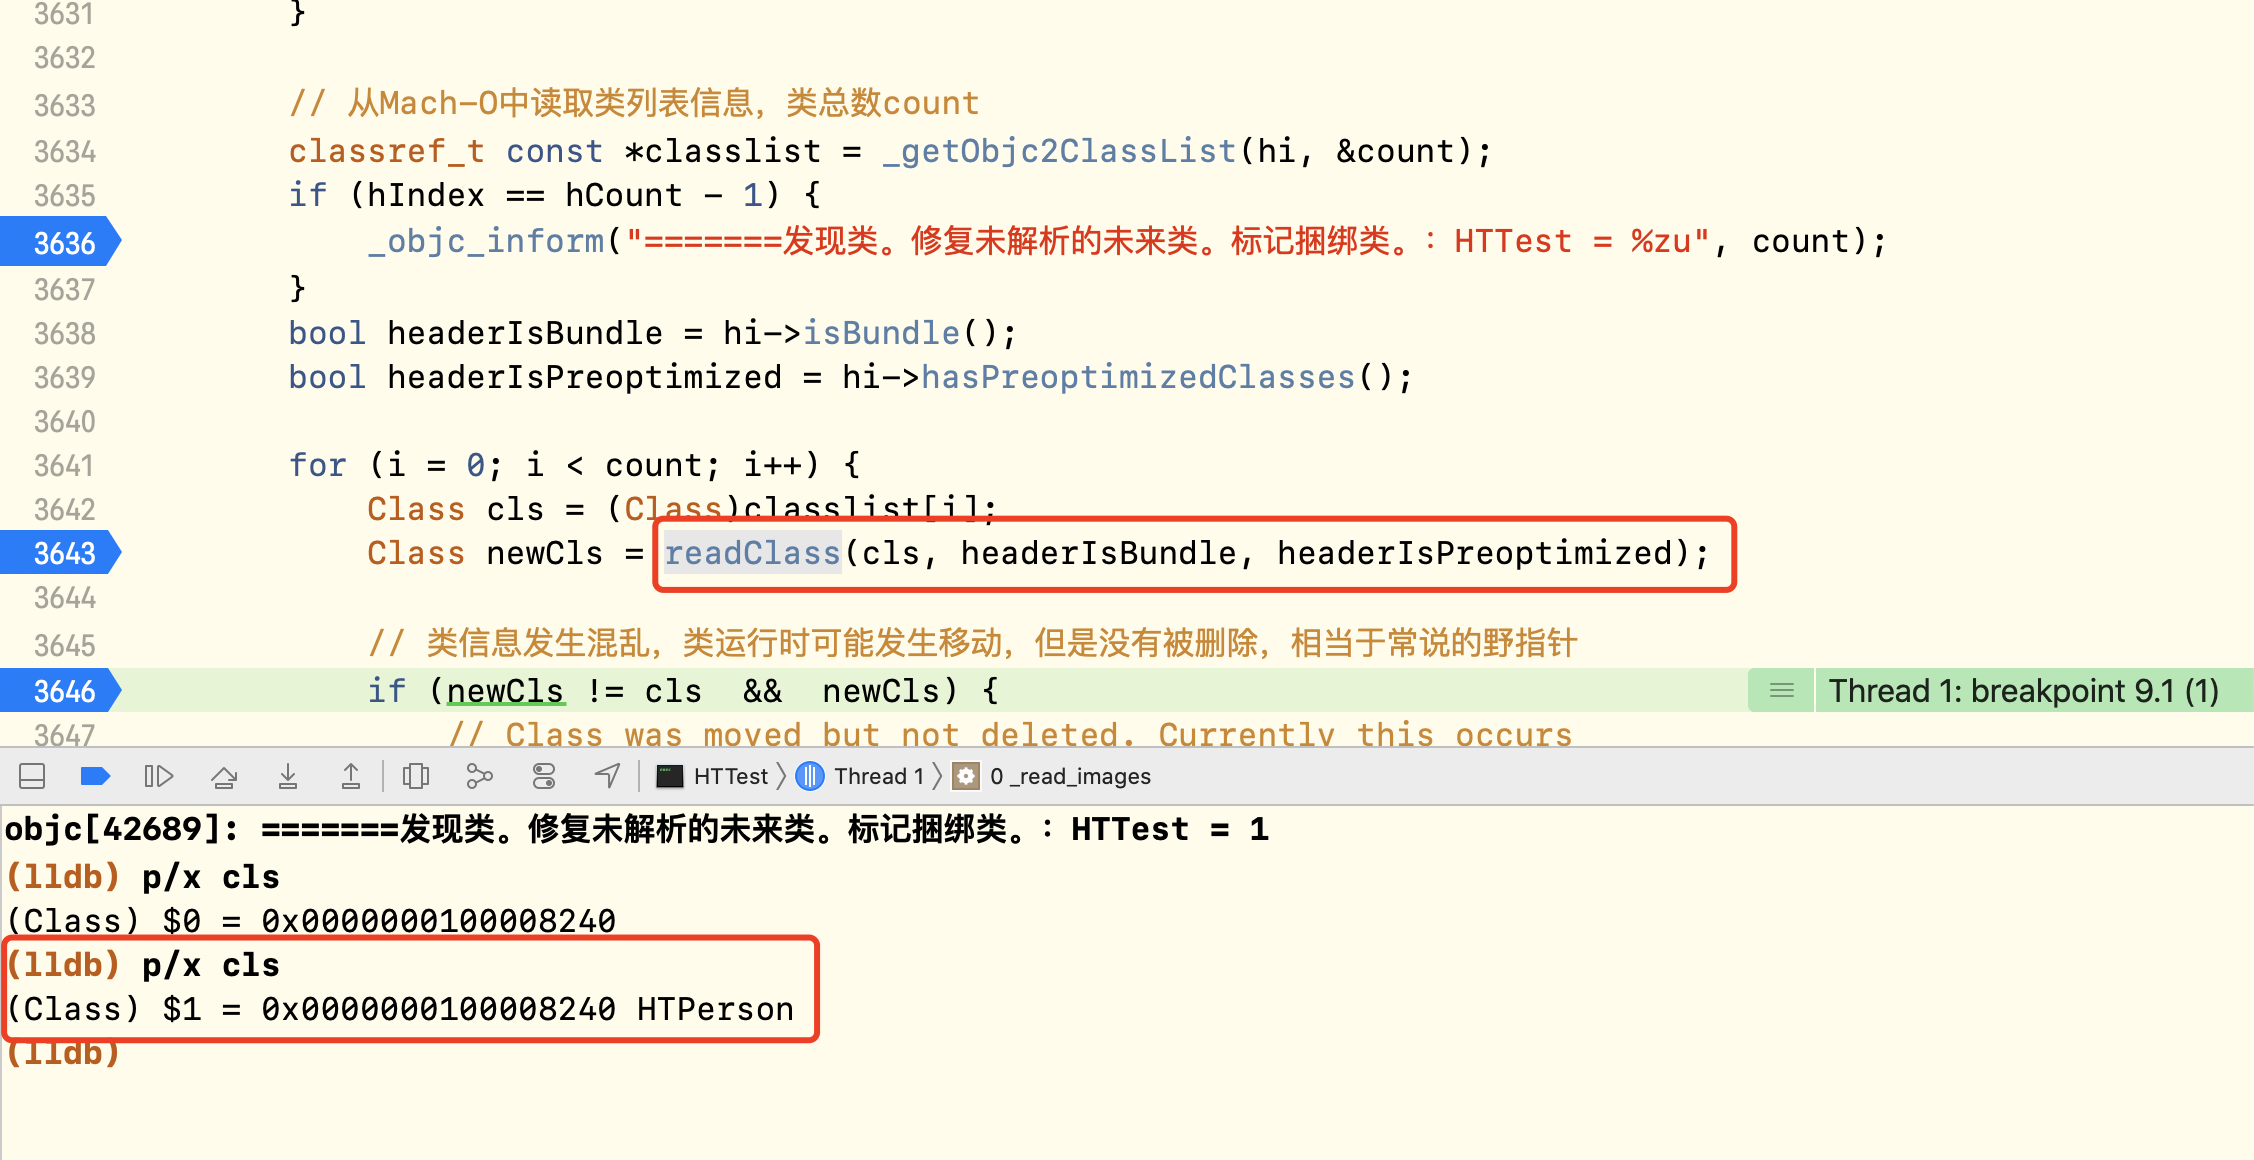 3631 }
3632
3633 // 从Mach-O中读取类列表信息，类总数count
3634 classref_t const *classlist = _getObjc2ClassList(hi, &count);
3635 if (hIndex == hCount - 1) {
3636 _objc_inform("=======发现类。修复未解析的未来类。标记捆绑类。：HTTest = %zu", count);
3637 }
3638 bool headerIsBundle = hi->isBundle();
3639 bool headerIsPreoptimized = hi->hasPreoptimizedClasses();
3640
3641 for (i = 0; i < count; i++) {
3642 Class cls = (Class)classlist[i];
3643 Class newCls = readClass(cls, headerIsBundle, headerIsPreoptimized);
3644
3645 // 类信息发生混乱，类运行时可能发生移动，但是没有被删除，相当于常说的野指针
3646 if (newCls != cls && newCls) { Thread 1: breakpoint 9.1 (1)
3647 // Class was moved but not deleted. Currently this occurs
HTTest Thread 1 0 _read_images
objc[42689]: =======发现类。修复未解析的未来类。标记捆绑类。：HTTest = 1
(lldb) p/x cls
(Class) $0 = 0x0000000100008240
(lldb) p/x cls
(Class) $1 = 0x0000000100008240 HTPerson
(lldb)